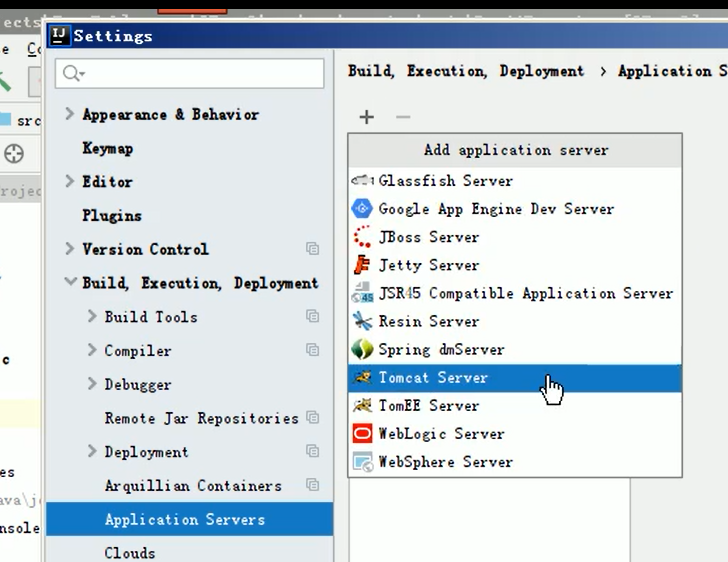 Settings
Build, Execution, Deployment > Application S
Appearance & Behavior
Keymap
Editor
Plugins
Version Control
Build, Execution, Deployment
Build Tools
Compiler
Debugger
Remote Jar Repositories
Deployment
Arquillian Containers
Application Servers
Clouds
Add application server
Glassfish Server
Google App Engine Dev Server
JBoss Server
Jetty Server
JSR45 Compatible Application Server
Resin Server
Spring dmServer
Tomcat Server
TomEE Server
WebLogic Server
WebSphere Server
src